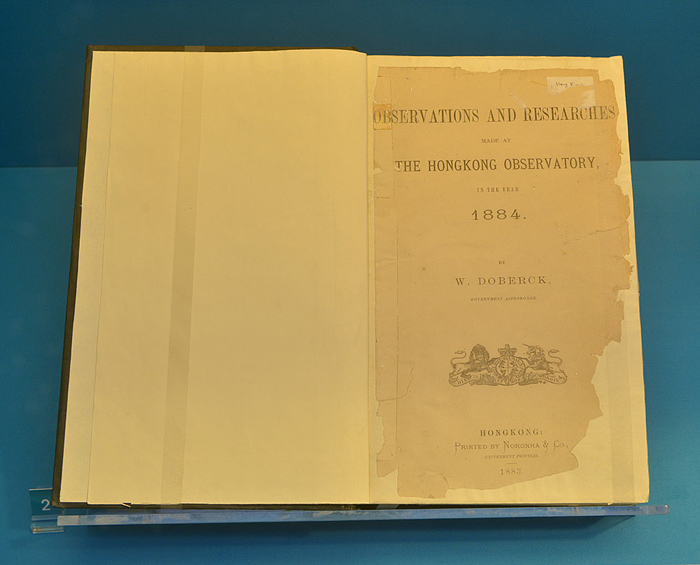 OBSERVATIONS AND RESEARCHES
MADE AT
THE HONGKONG OBSERVATORY,
IN THE YEAR
1884.
BY
W. DOBERCK,
GOVERNMENT ASTRONOMER.
HONGKONG:
PRINTED BY NORONHA & CO.,
GOVERNMENT PRINTERS.
2